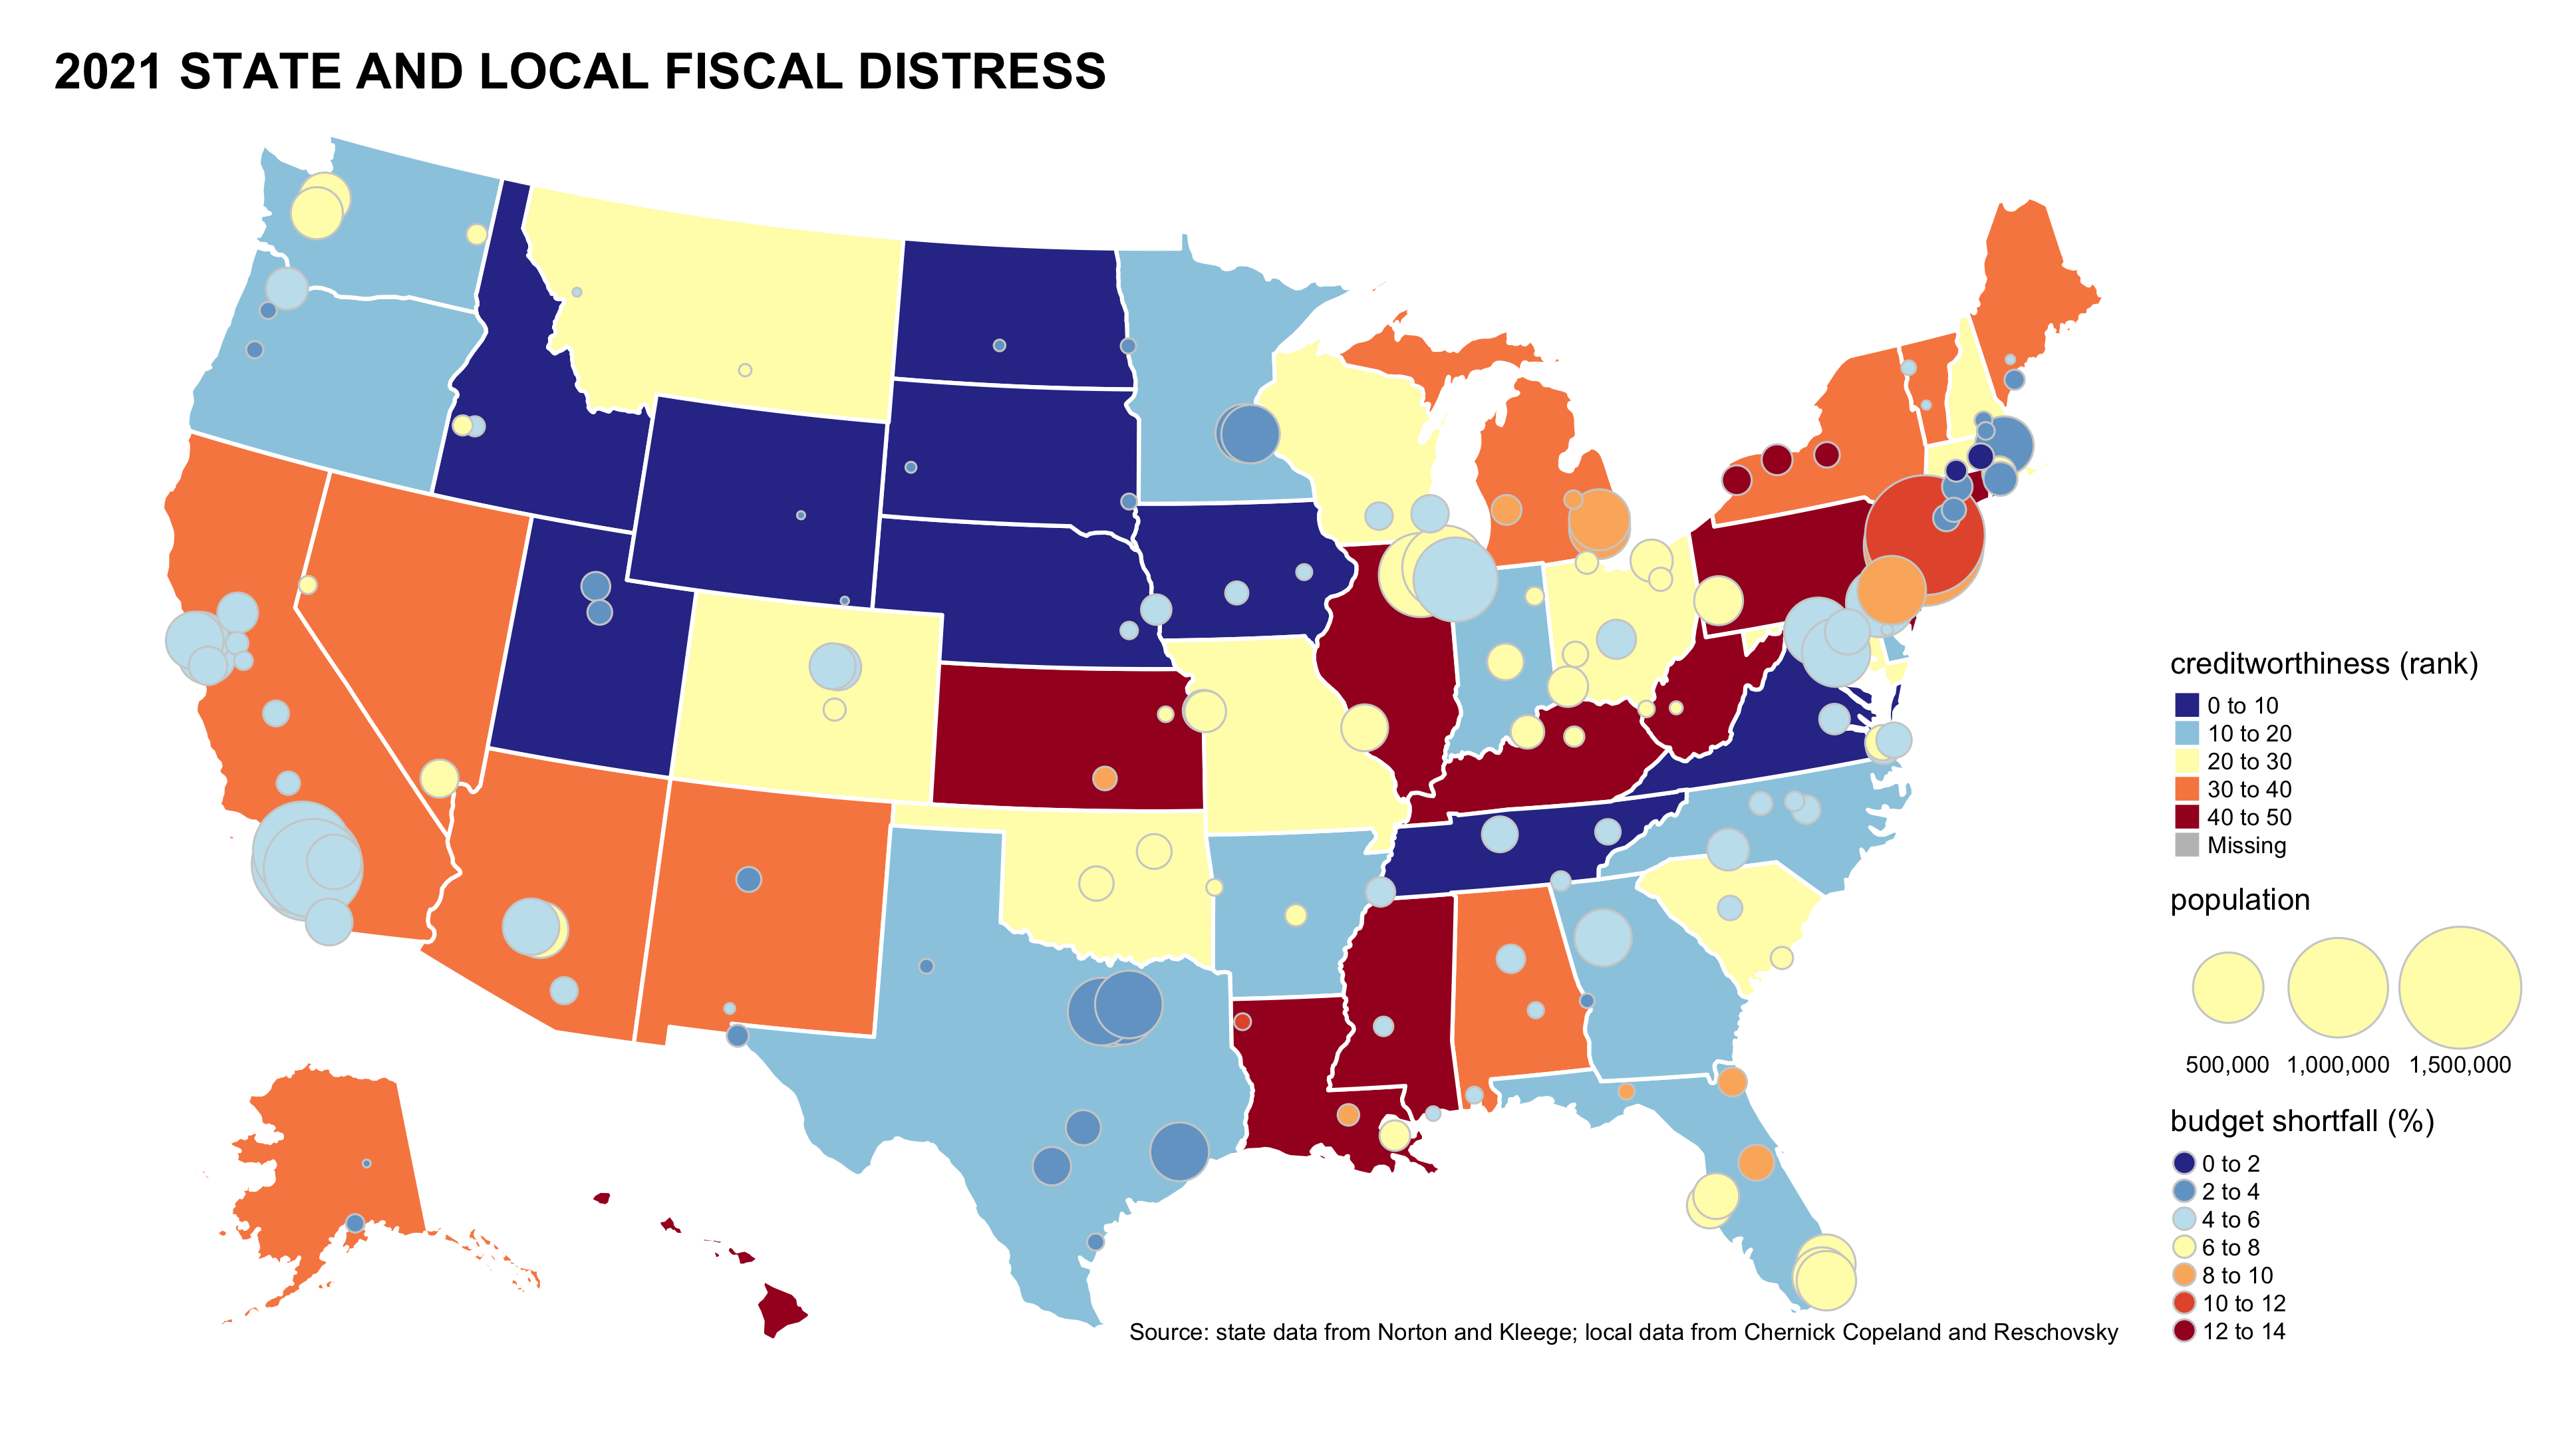 2021 STATE AND LOCAL FISCAL DISTRESS
creditworthiness (rank)
0 to 10
10 to 20
20 to 30
30 to 40
40 to 50
Missing
population
500,000 1,000,000 1,500,000
budget shortfall (%)
0 to 2
2 to 4
4 to 6
6 to 8
8 to 10
10 to 12
12 to 14
Source: state data from Norton and Kleege; local data from Chernick Copeland and Reschovsky